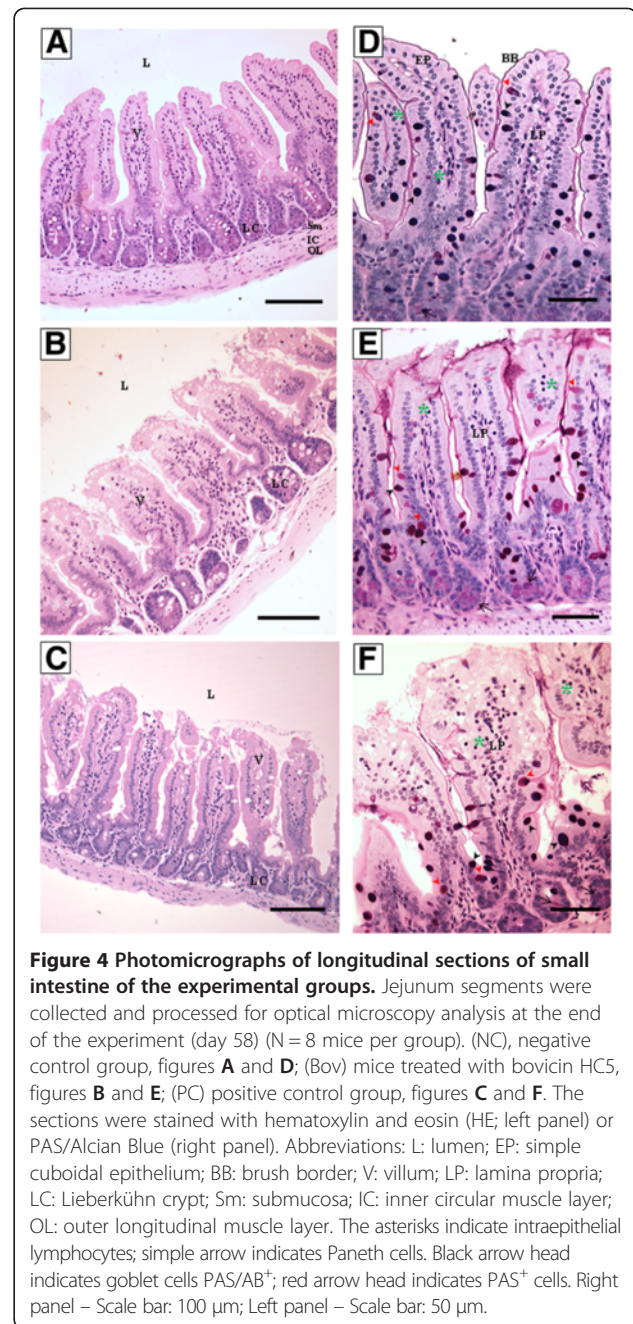 A
L
V
LC
Sm
IC
OL
D
EP
BB
LP
B
L
V
LC
E
LP
C
L
V
LC
F
LP
Figure 4 Photomicrographs of longitudinal sections of small
intestine of the experimental groups. Jejunum segments were
collected and processed for optical microscopy analysis at the end
of the experiment (day 58) (N = 8 mice per group). (NC), negative
control group, figures A and D; (Bov) mice treated with bovicin HC5,
figures B and E; (PC) positive control group, figures C and F. The
sections were stained with hematoxylin and eosin (HE; left panel) or
PAS/Alcian Blue (right panel). Abbreviations: L: lumen; EP: simple
cuboidal epithelium; BB: brush border; V: villum; LP: lamina propria;
LC: Lieberkühn crypt; Sm: submucosa; IC: inner circular muscle layer;
OL: outer longitudinal muscle layer. The asterisks indicate intraepithelial
lymphocytes; simple arrow indicates Paneth cells. Black arrow head
indicates goblet cells PAS/AB⁺; red arrow head indicates PAS⁺ cells. Right
panel – Scale bar: 100 μm; Left panel – Scale bar: 50 μm.